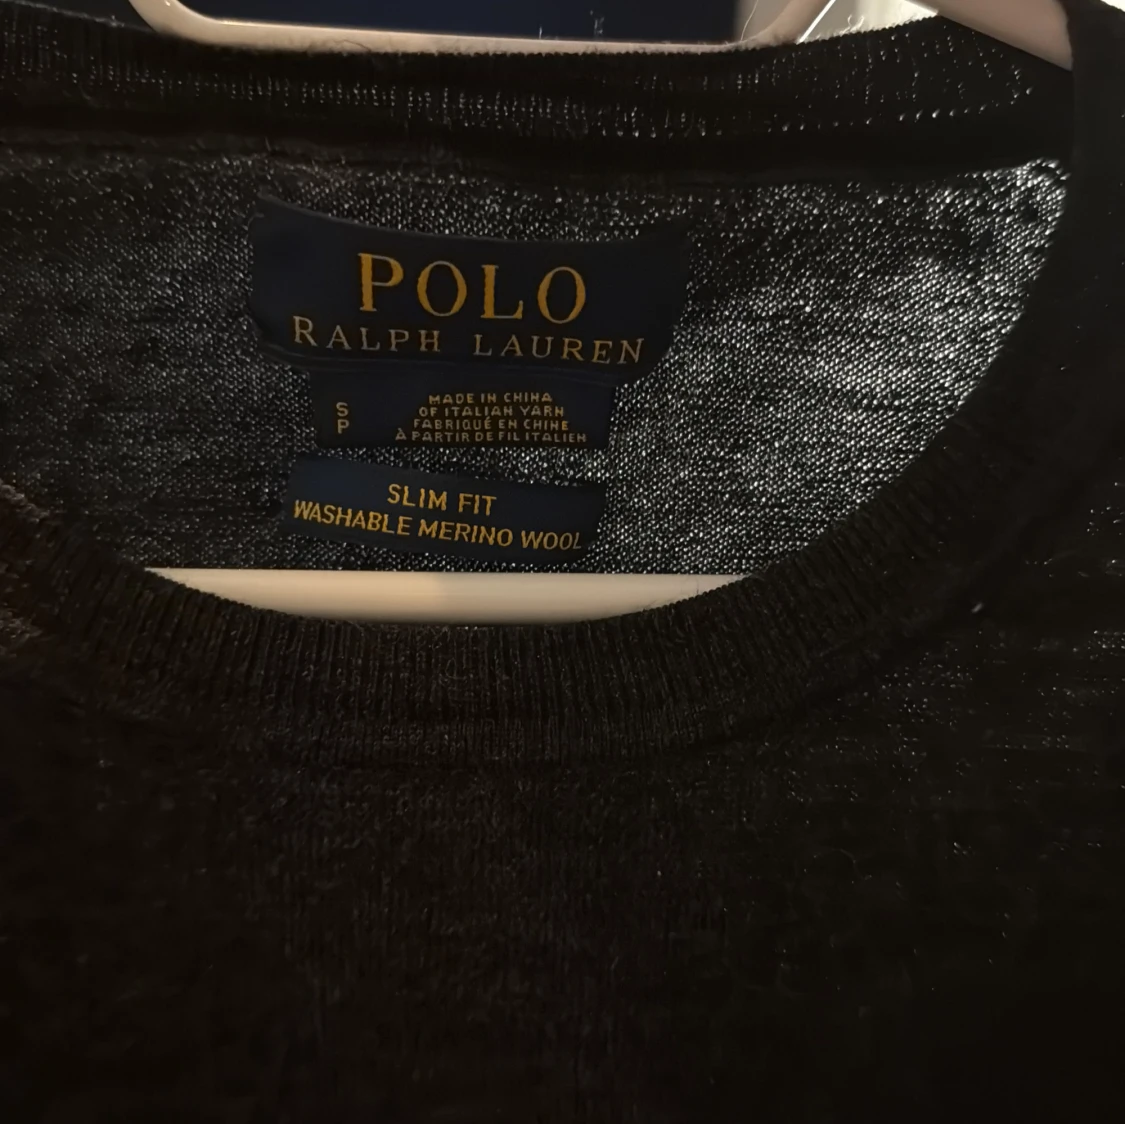 POLO
RALPH LAUREN
S
P
MADE IN CHINA
OF ITALIAN YARN
FABRIQUÉ EN CHINE
À PARTIR DE FIL ITALIEN
SLIM FIT
WASHABLE MERINO WOOL